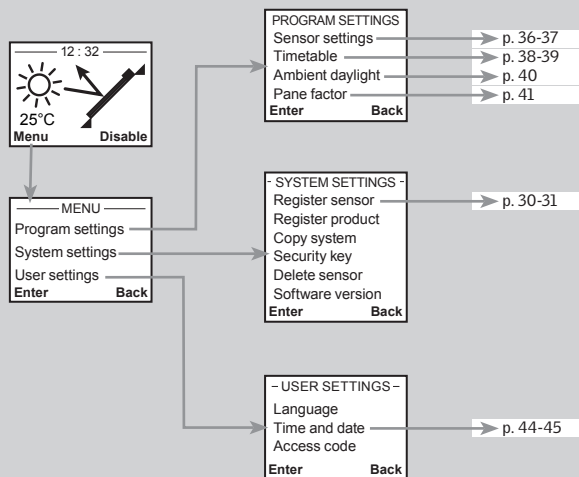 12 : 32
25°C
Menu Disable
MENU
Program settings
System settings
User settings
Enter Back
PROGRAM SETTINGS
Sensor settings p. 36-37
Timetable p. 38-39
Ambient daylight p. 40
Pane factor p. 41
Enter Back
- SYSTEM SETTINGS -
Register sensor p. 30-31
Register product
Copy system
Security key
Delete sensor
Software version
Enter Back
- USER SETTINGS -
Language
Time and date p. 44-45
Access code
Enter Back